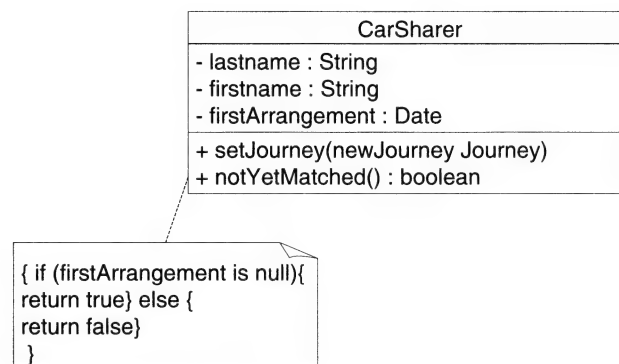 CarSharer
- lastname : String
- firstname : String
- firstArrangement : Date
+ setJourney(newJourney Journey)
+ notYetMatched() : boolean
{ if (firstArrangement is null){
return true} else {
return false}
}